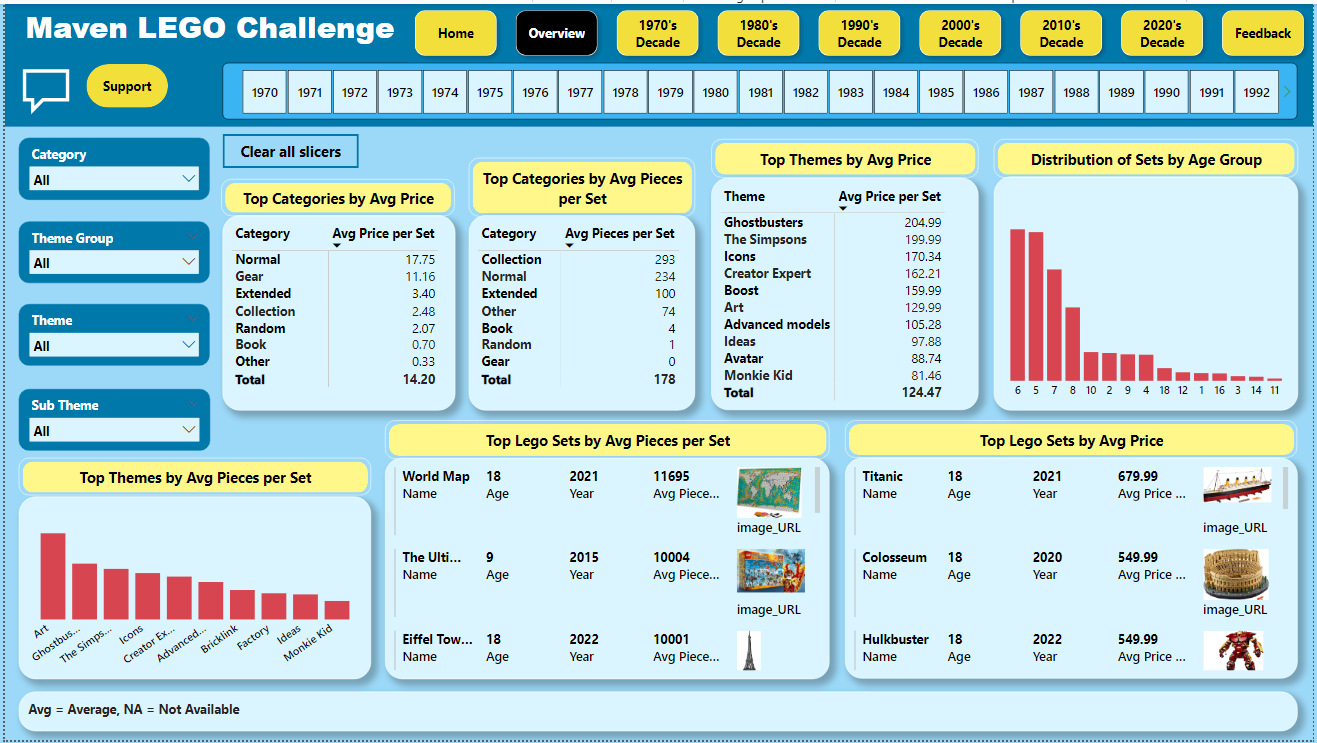 Maven LEGO Challenge
Home
Overview
1970's
Decade
1980's
Decade
1990's
Decade
2000's
Decade
2010's
Decade
2020's
Decade
Feedback
Support
1970 1971 1972 1973 1974 1975 1976 1977 1978 1979 1980 1981 1982 1983 1984 1985 1986 1987 1988 1989 1990 1991 1992
Category
All
Theme Group
All
Theme
All
Sub Theme
All
Clear all slicers
Top Categories by Avg Price
Category Avg Price per Set
Normal 17.75
Gear 11.16
Extended 3.40
Collection 2.48
Random 2.07
Book 0.70
Other 0.33
Total 14.20
Top Categories by Avg Pieces
per Set
Category Avg Pieces per Set
Collection 293
Normal 234
Extended 100
Other 74
Book 4
Random 1
Gear 0
Total 178
Top Themes by Avg Price
Theme Avg Price per Set
Ghostbusters 204.99
The Simpsons 199.99
Icons 170.34
Creator Expert 162.21
Boost 159.99
Art 129.99
Advanced models 105.28
Ideas 97.88
Avatar 88.74
Monkie Kid 81.46
Total 124.47
Distribution of Sets by Age Group
6 5 7 8 10 2 9 4 18 12 1 16 3 14 11
Top Themes by Avg Pieces per Set
Art
Ghostbus...
The Simps...
Icons
Creator Ex...
Advanced...
Bricklink
Factory
Ideas
Monkie Kid
Top Lego Sets by Avg Pieces per Set
World Map 18 2021 11695
Name Age Year Avg Piece...
image_URL
The Ulti... 9 2015 10004
Name Age Year Avg Piece...
image_URL
Eiffel Tow... 18 2022 10001
Name Age Year Avg Piece...
Top Lego Sets by Avg Price
Titanic 18 2021 679.99
Name Age Year Avg Price ...
image_URL
Colosseum 18 2020 549.99
Name Age Year Avg Price ...
image_URL
Hulkbuster 18 2022 549.99
Name Age Year Avg Price ...
Avg = Average, NA = Not Available